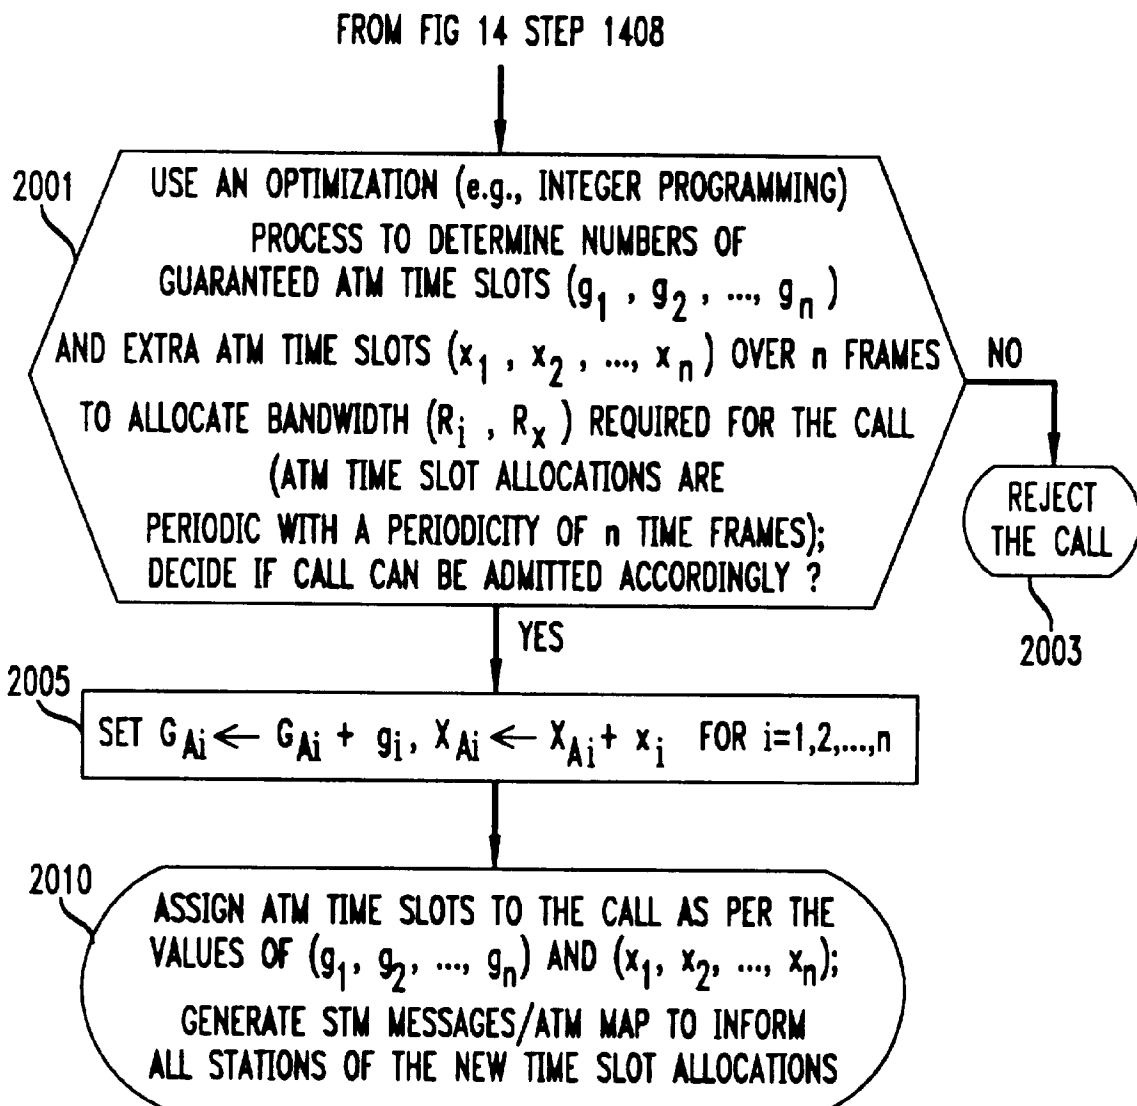 FROM FIG 14 STEP 1408
2001
USE AN OPTIMIZATION (e.g., INTEGER PROGRAMMING)
PROCESS TO DETERMINE NUMBERS OF
GUARANTEED ATM TIME SLOTS (g1 , g2 , ..., gn )
AND EXTRA ATM TIME SLOTS (x1 , x2 , ..., xn ) OVER n FRAMES
TO ALLOCATE BANDWIDTH (Ri , Rx ) REQUIRED FOR THE CALL
(ATM TIME SLOT ALLOCATIONS ARE
PERIODIC WITH A PERIODICITY OF n TIME FRAMES);
DECIDE IF CALL CAN BE ADMITTED ACCORDINGLY ?
NO
REJECT
THE CALL
2003
YES
2005
SET GAi ← GAi + gi, XAi ← XAi + xi FOR i=1,2,...,n
2010
ASSIGN ATM TIME SLOTS TO THE CALL AS PER THE
VALUES OF (g1, g2, ..., gn) AND (x1, x2, ..., xn);
GENERATE STM MESSAGES/ATM MAP TO INFORM
ALL STATIONS OF THE NEW TIME SLOT ALLOCATIONS